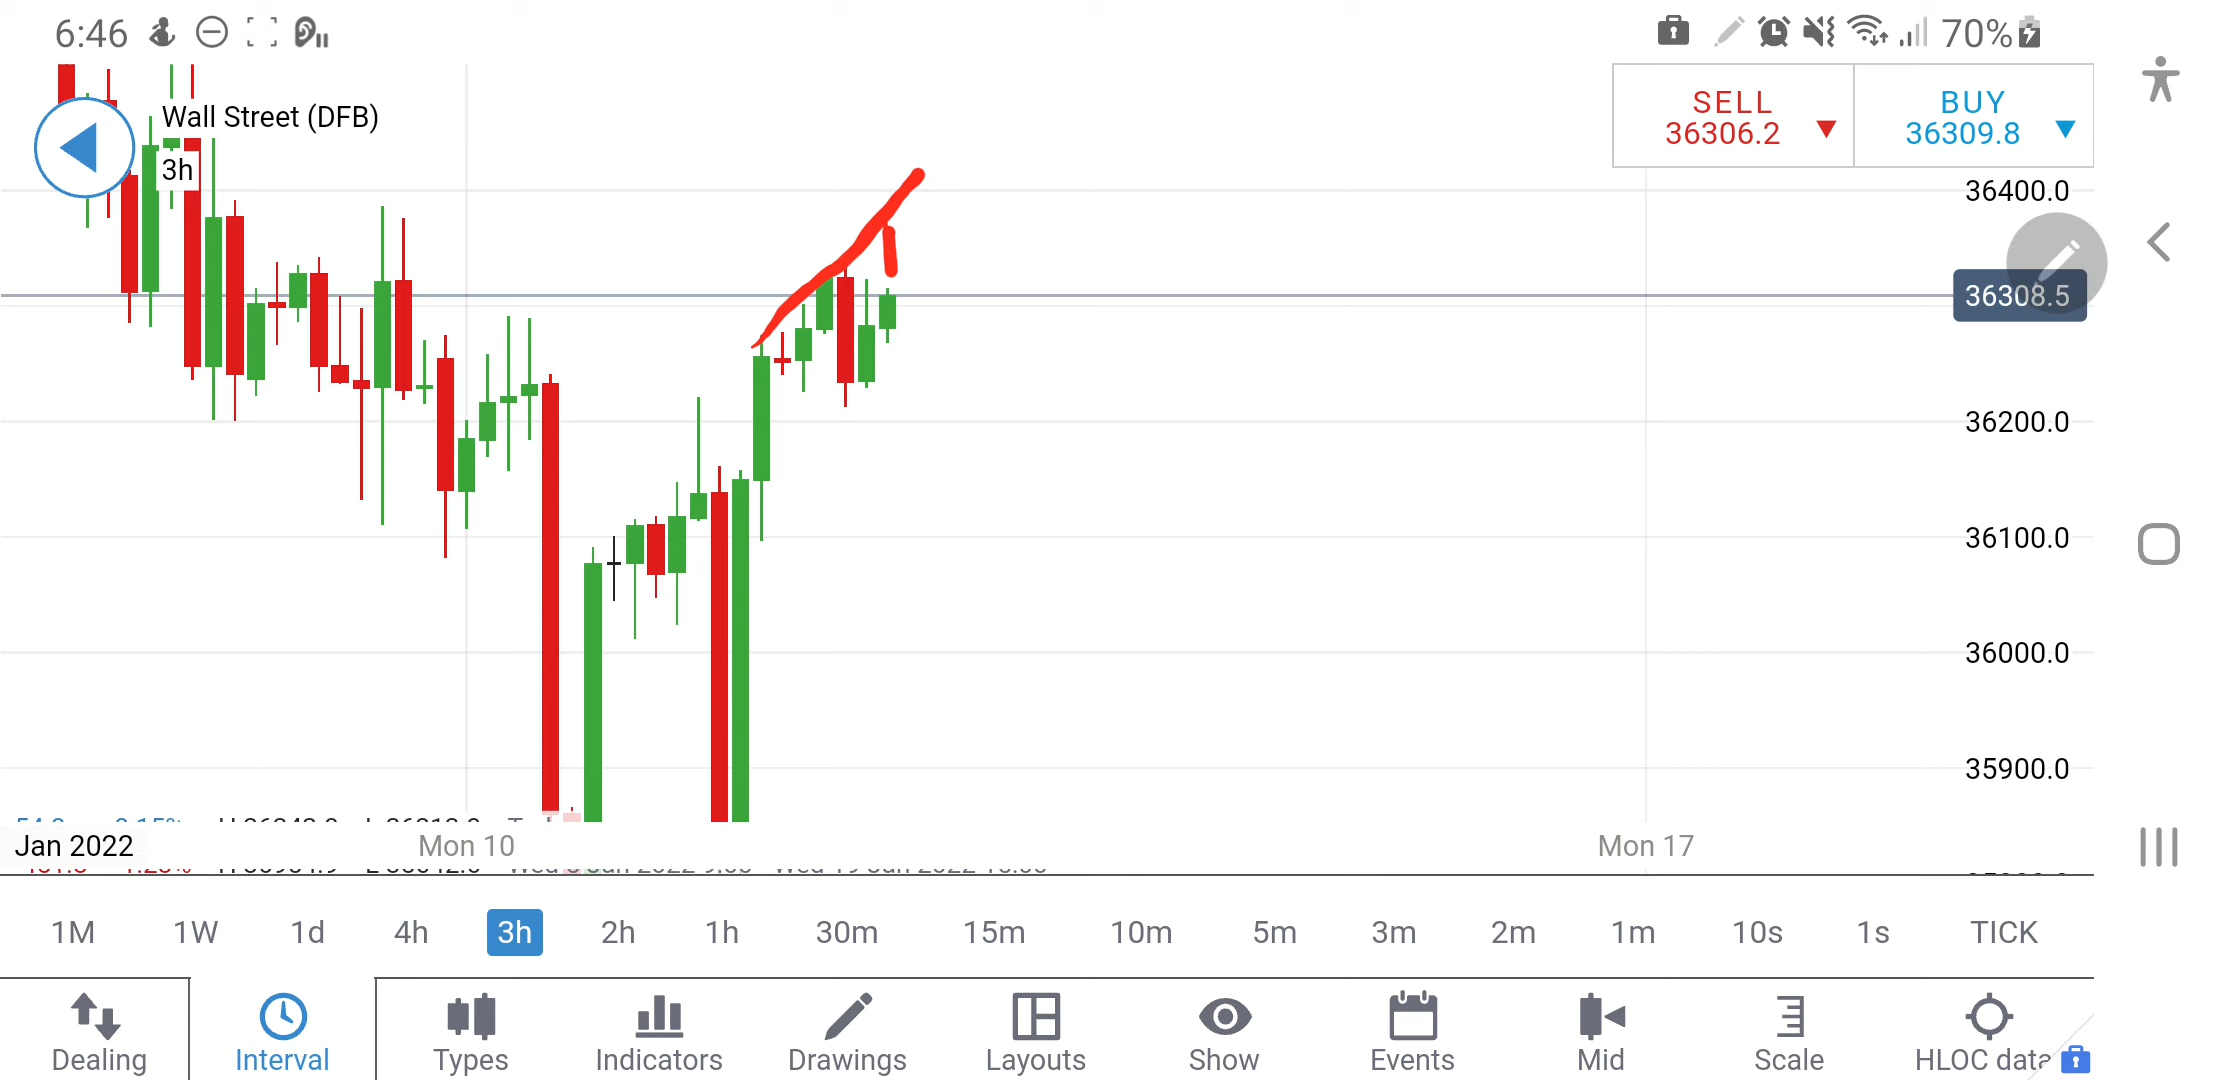 6:46
70%
Wall Street (DFB)
3h
SELL
36306.2
BUY
36309.8
36400.0
36308.5
36200.0
36100.0
36000.0
35900.0
Jan 2022
Mon 10
Mon 17
1M 1W 1d 4h 3h 2h 1h 30m 15m 10m 5m 3m 2m 1m 10s 1s TICK
Dealing Interval Types Indicators Drawings Layouts Show Events Mid Scale HLOC data